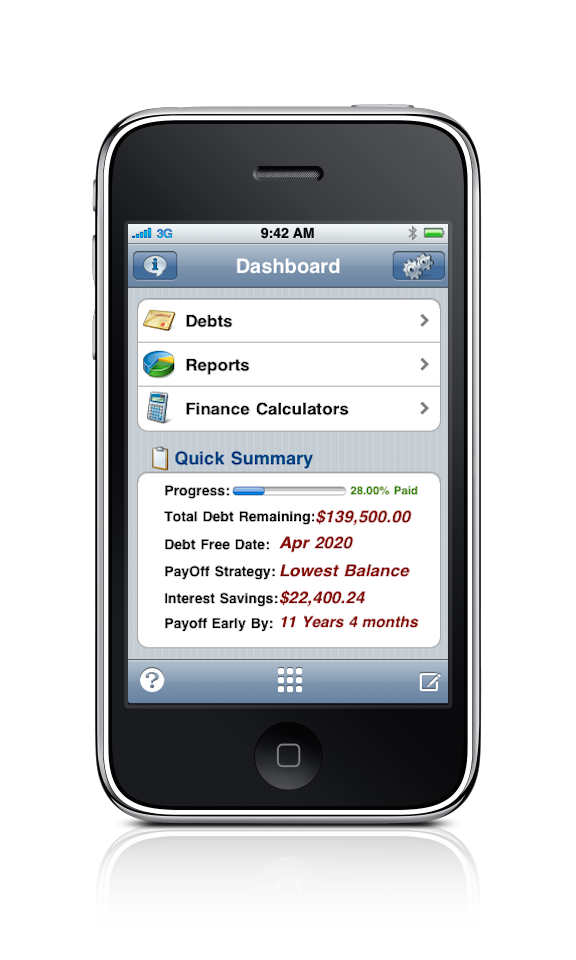 3G 9:42 AM
Dashboard
Debts
Reports
Finance Calculators
Quick Summary
Progress: 28.00% Paid
Total Debt Remaining: $139,500.00
Debt Free Date: Apr 2020
PayOff Strategy: Lowest Balance
Interest Savings: $22,400.24
Payoff Early By: 11 Years 4 months
?